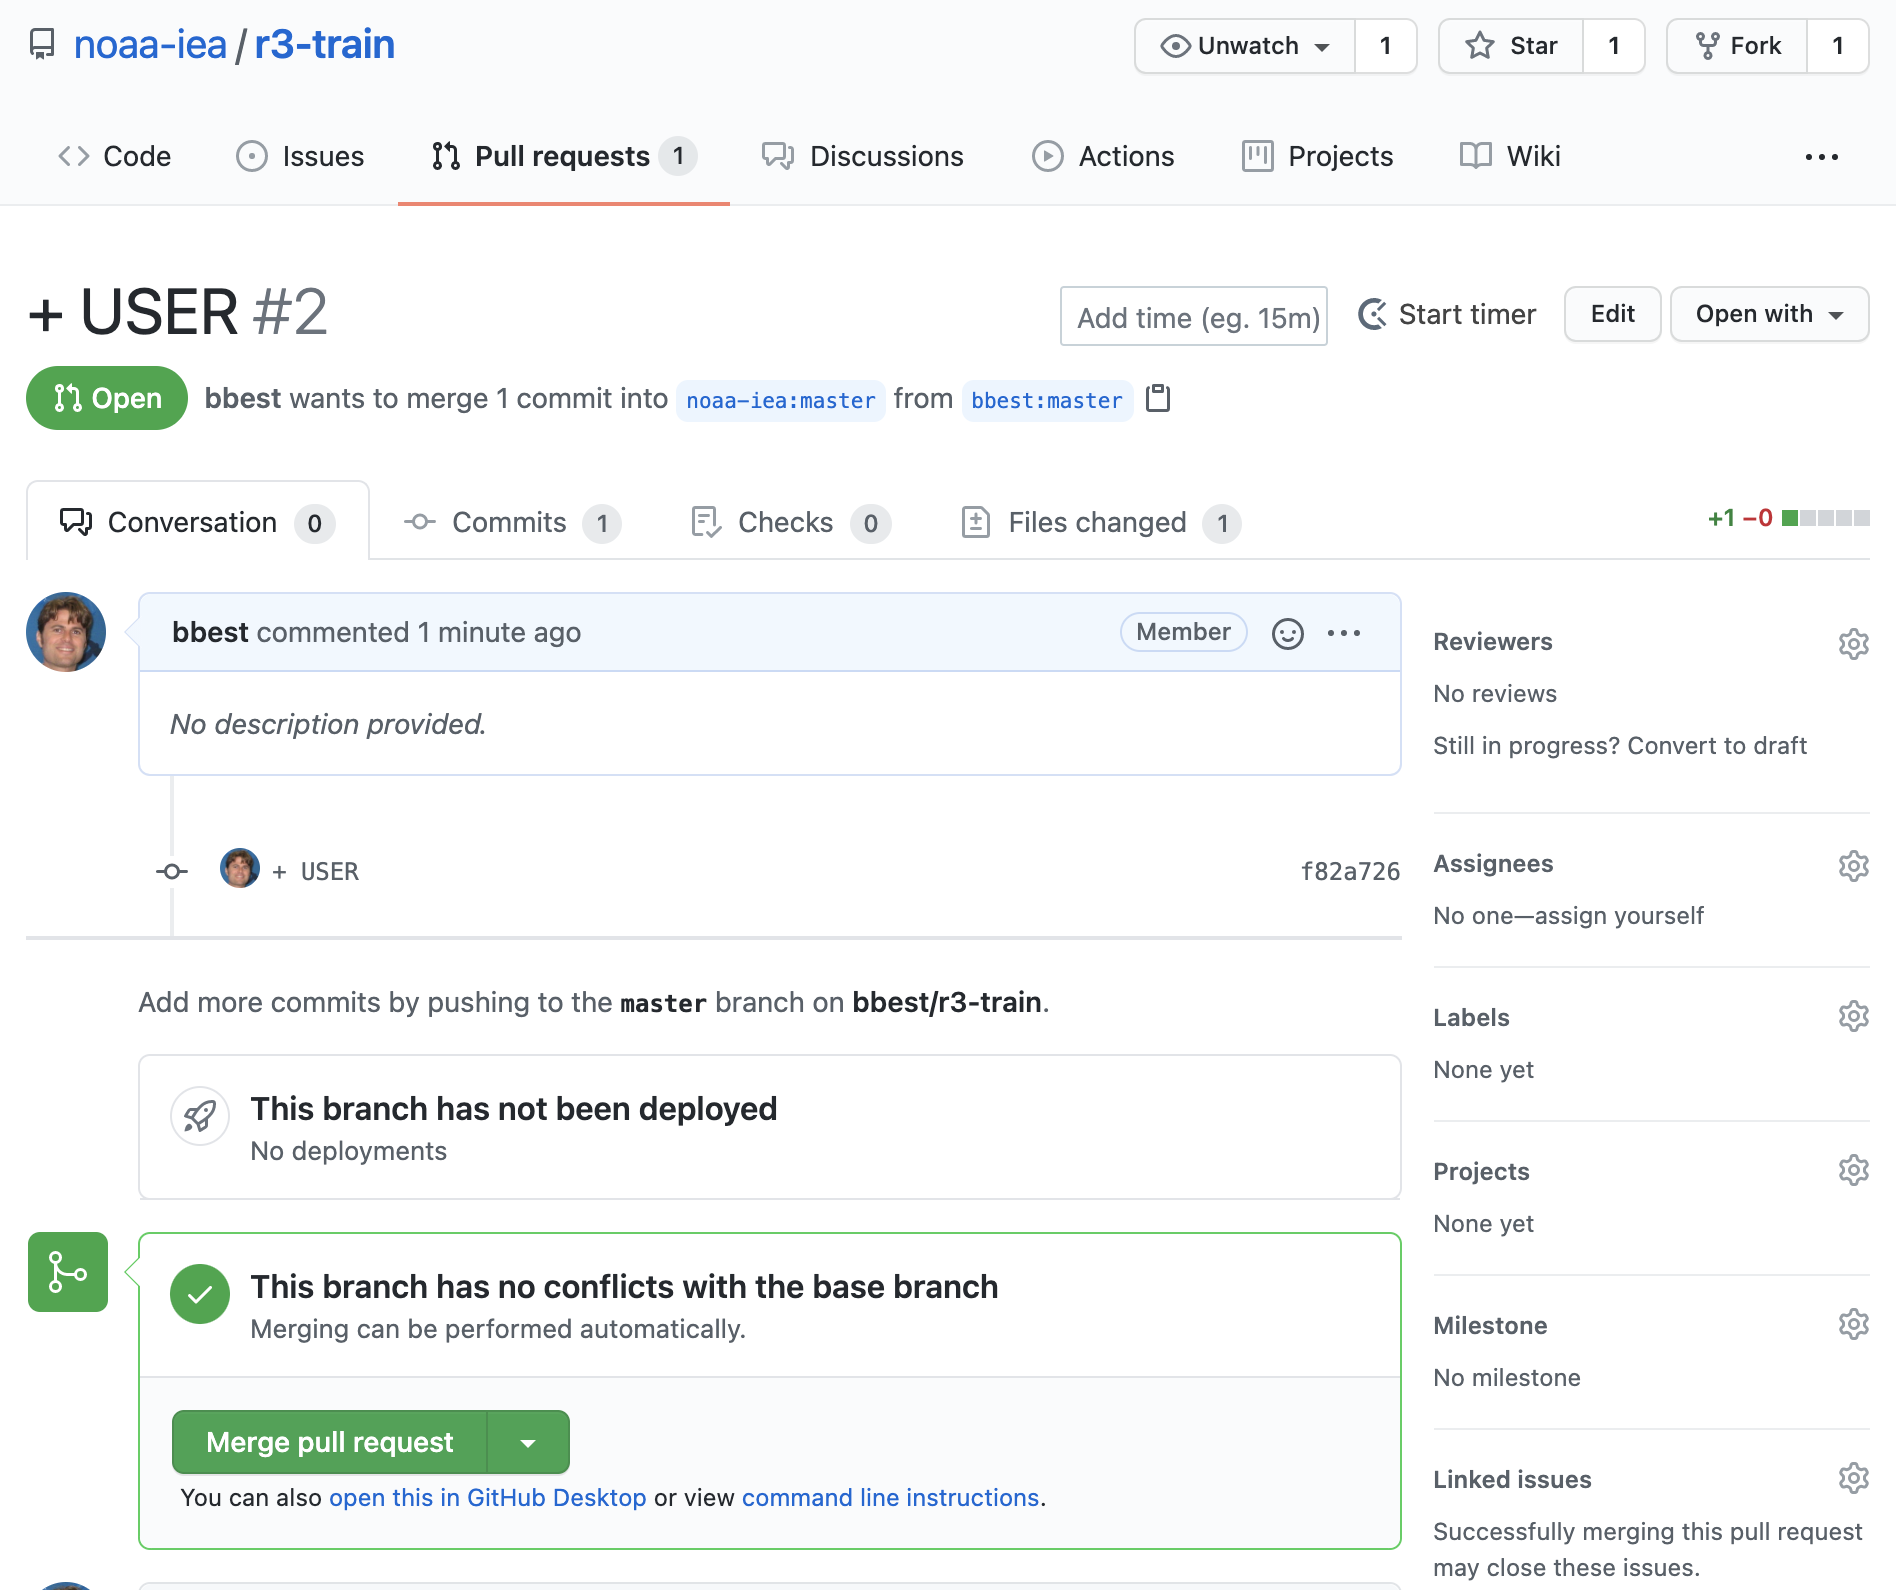 noaa-iea / r3-train
Unwatch 1
Star 1
Fork 1
Code
Issues
Pull requests 1
Discussions
Actions
Projects
Wiki
+ USER #2
Add time (eg. 15m)
Start timer
Edit
Open with
Open
bbest wants to merge 1 commit into noaa-iea:master from bbest:master
Conversation 0
Commits 1
Checks 0
Files changed 1
+1 −0
bbest commented 1 minute ago
Member
No description provided.
+ USER
f82a726
Add more commits by pushing to the master branch on bbest/r3-train.
This branch has not been deployed
No deployments
This branch has no conflicts with the base branch
Merging can be performed automatically.
Merge pull request
You can also open this in GitHub Desktop or view command line instructions.
Reviewers
No reviews
Still in progress? Convert to draft
Assignees
No one—assign yourself
Labels
None yet
Projects
None yet
Milestone
No milestone
Linked issues
Successfully merging this pull request
may close these issues.